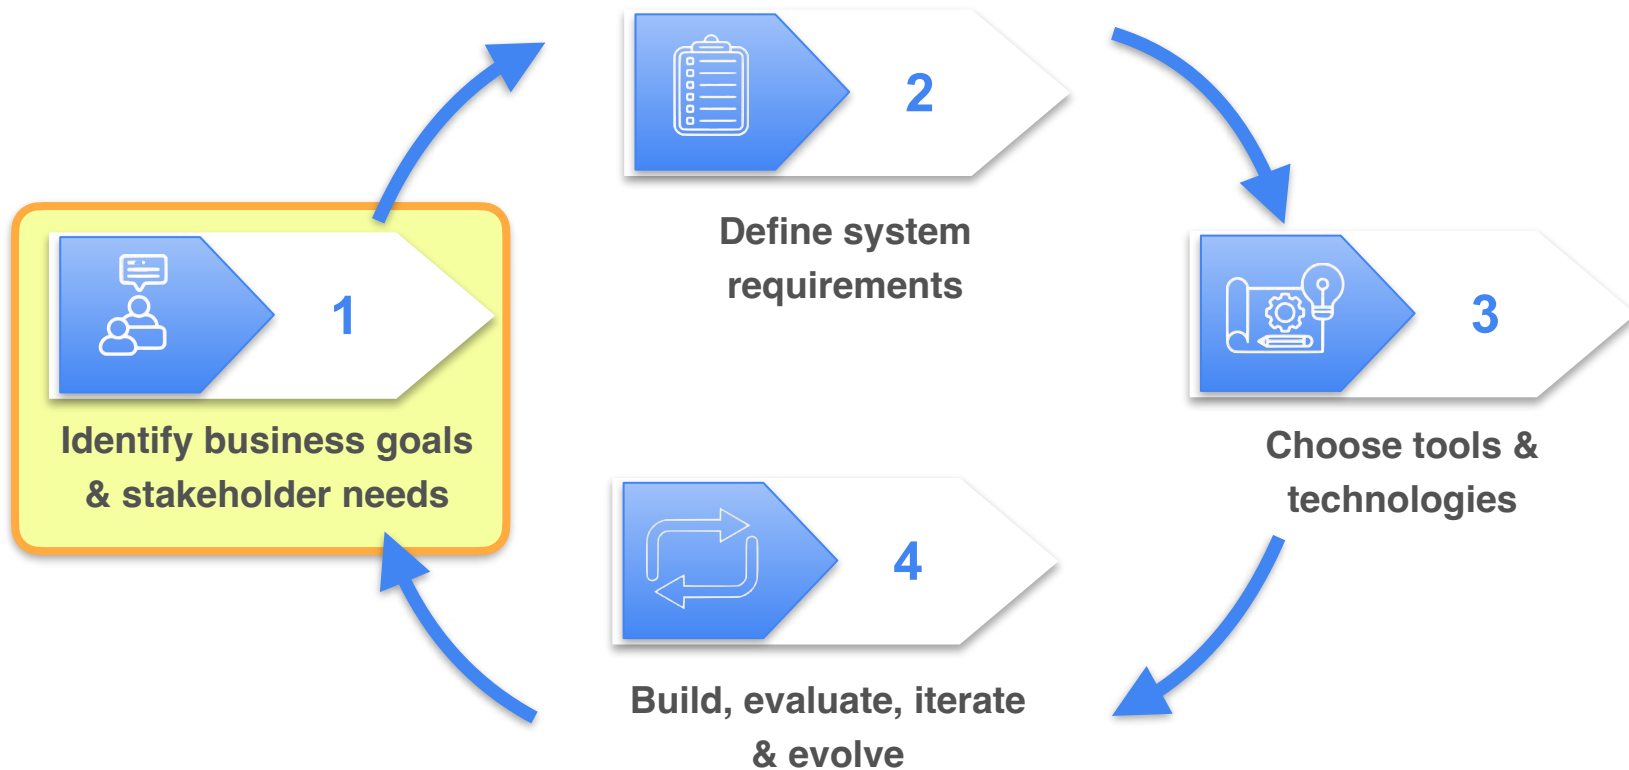 1
Identify business goals
& stakeholder needs
2
Define system
requirements
3
Choose tools &
technologies
4
Build, evaluate, iterate
& evolve